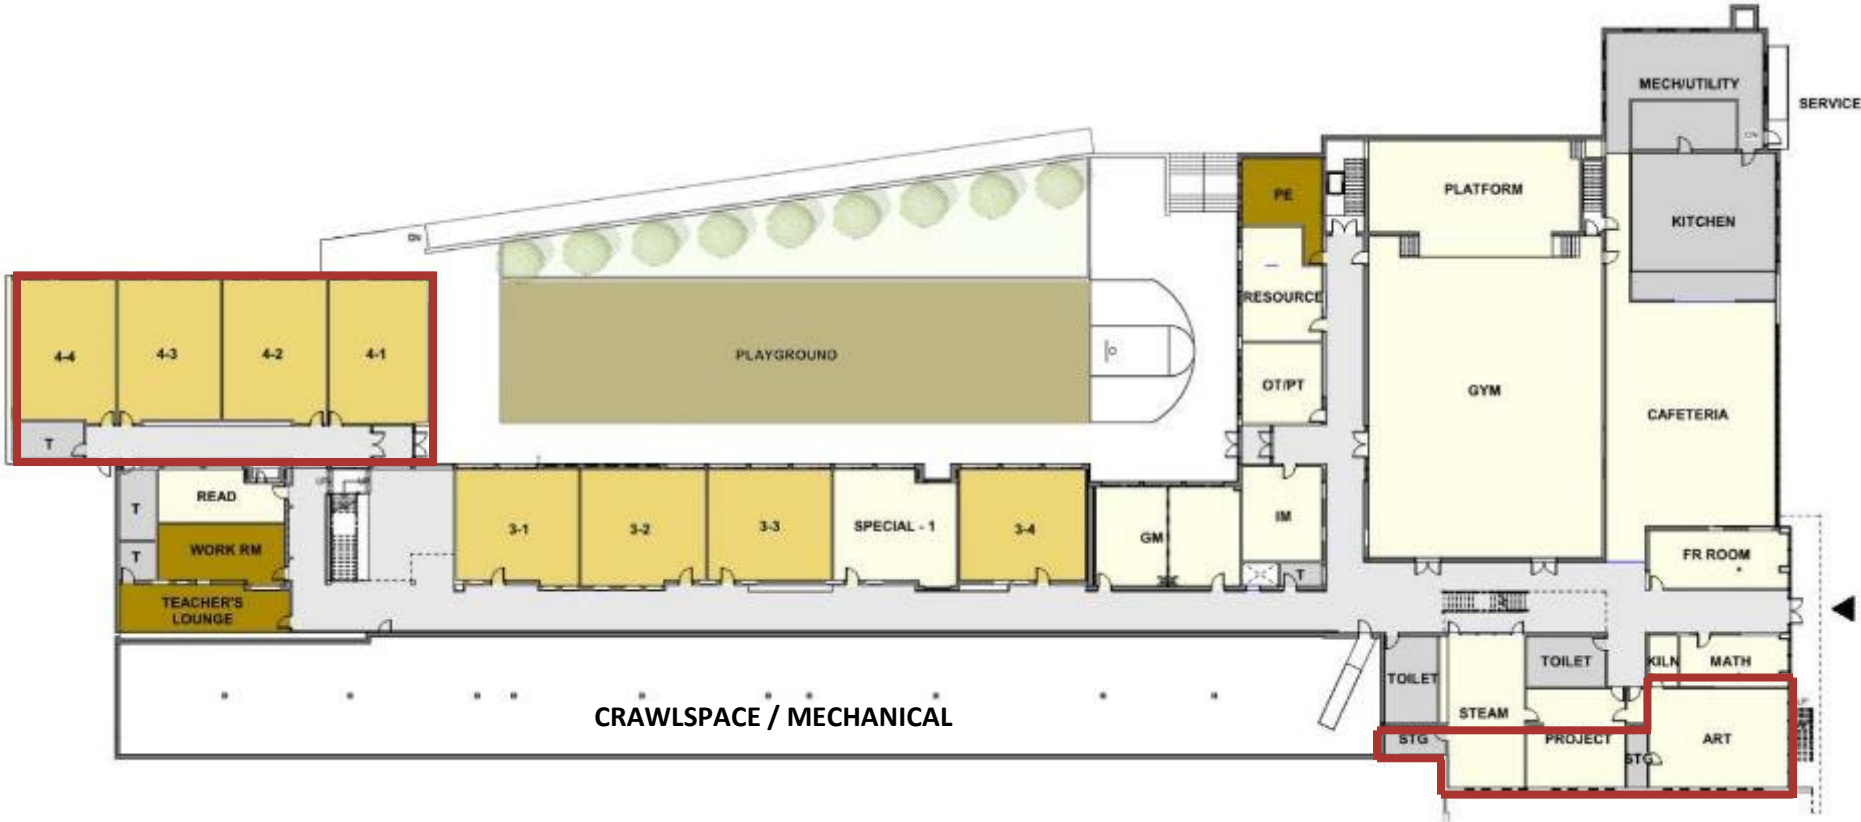 MECH/UTILITY
SERVICE
PE
PLATFORM
KITCHEN
RESOURCE
4-4
4-3
4-2
4-1
PLAYGROUND
OT/PT
GYM
CAFETERIA
T
READ
T
3-1
3-2
3-3
SPECIAL - 1
3-4
GM
IM
WORK RM
T
FR ROOM
T
TEACHER'S
LOUNGE
TOILET
TOILET
KILN
MATH
STEAM
CRAWLSPACE / MECHANICAL
STG
PROJECT
STG
ART